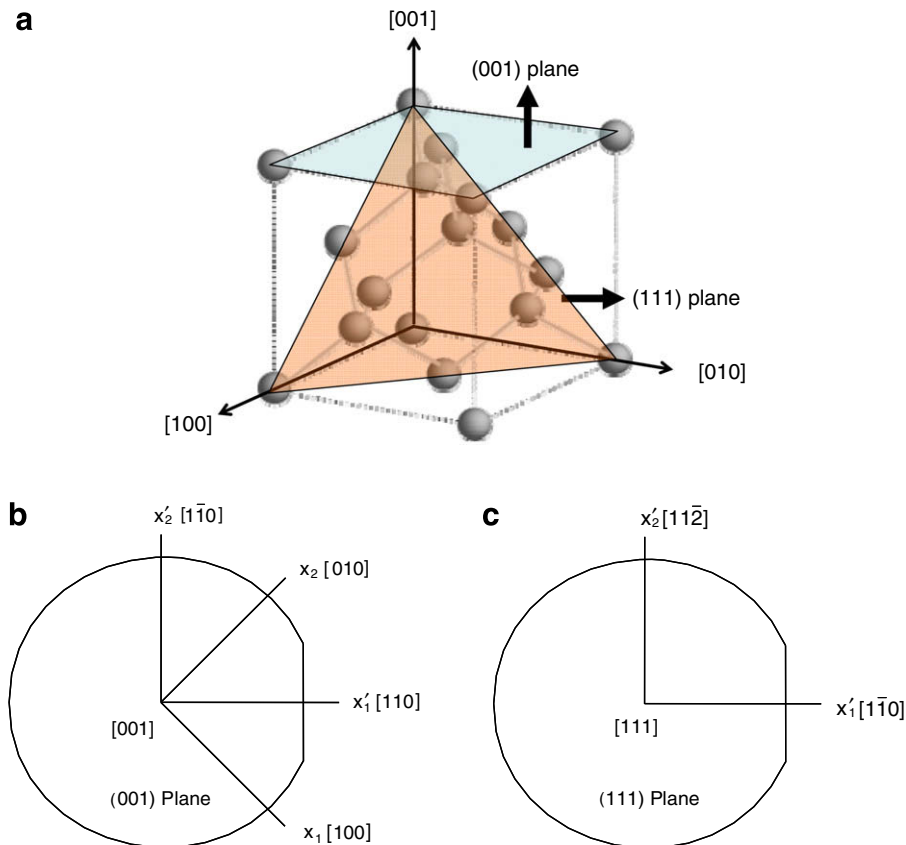 a
[001]
(001) plane
(111) plane
[010]
[100]
b
x′₂ [11̄0]
x₂ [010]
x′₁ [110]
[001]
(001) Plane
x₁ [100]
c
x′₂ [112̄]
x′₁ [11̄0]
[111]
(111) Plane